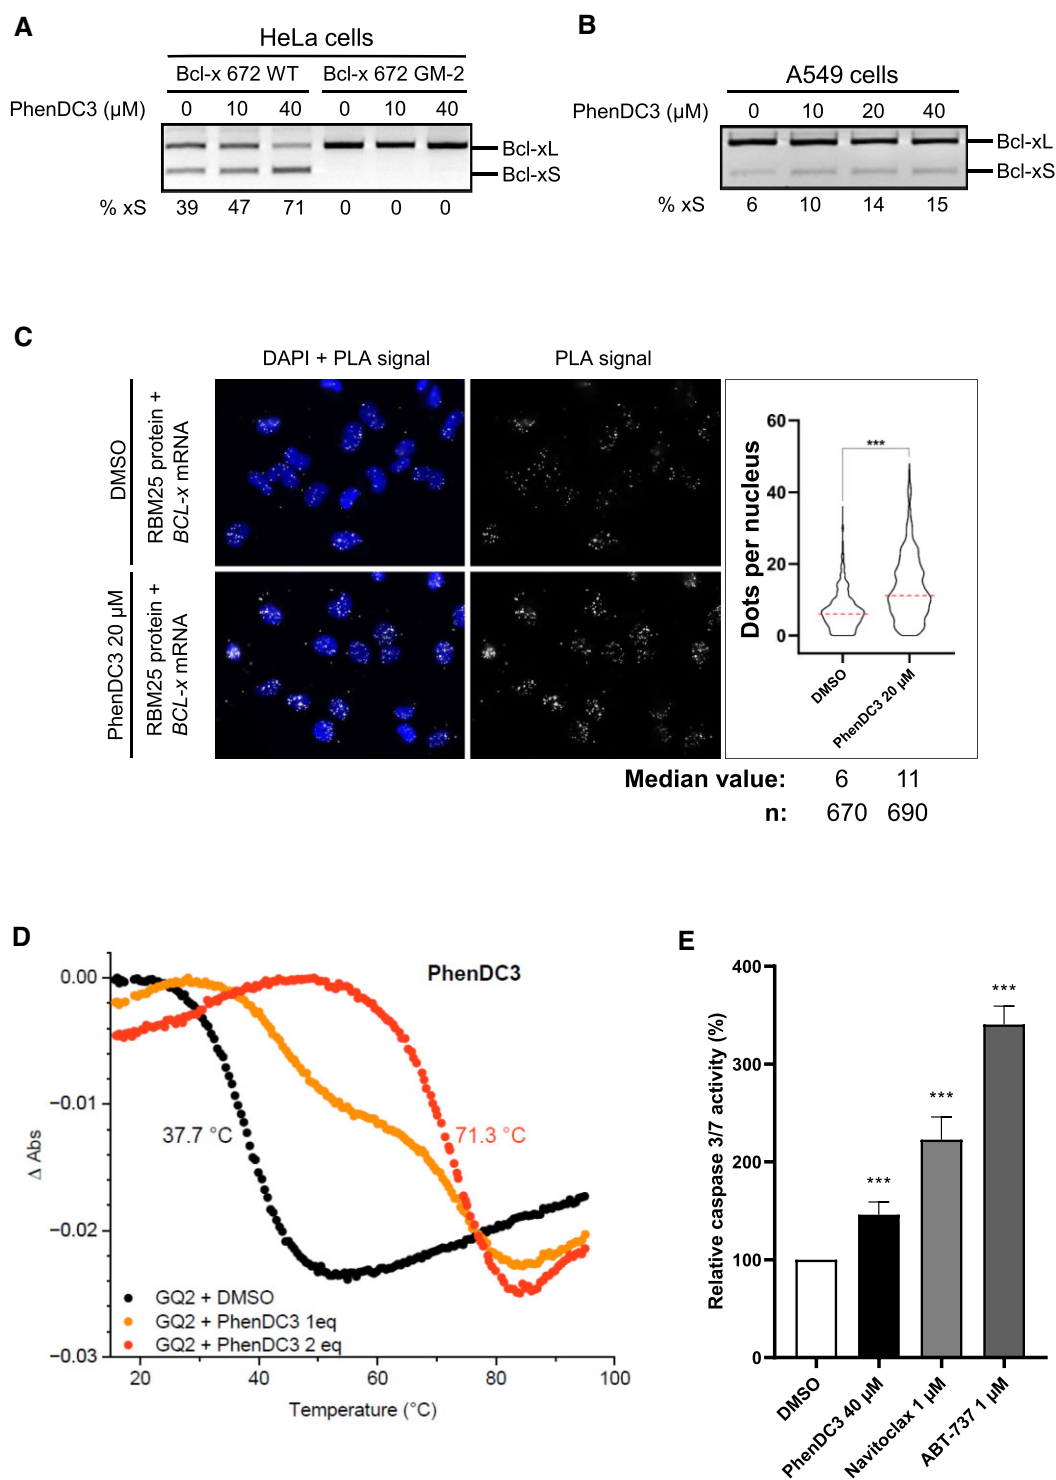 A
HeLa cells
Bcl-x 672 WT
Bcl-x 672 GM-2
PhenDC3 (µM)
0 10 40 0 10 40
Bcl-xL
Bcl-xS
% xS 39 47 71 0 0 0
B
A549 cells
PhenDC3 (µM)
0 10 20 40
Bcl-xL
Bcl-xS
% xS 6 10 14 15
C
DAPI + PLA signal
PLA signal
DMSO
RBM25 protein +
BCL-x mRNA
PhenDC3 20 µM
RBM25 protein +
BCL-x mRNA
Dots per nucleus
60
40
20
0
***
DMSO
PhenDC3 20 µM
Median value: 6 11
n: 670 690
D
PhenDC3
Δ Abs
0.00
−0.01
−0.02
−0.03
37.7 °C
71.3 °C
GQ2 + DMSO
GQ2 + PhenDC3 1eq
GQ2 + PhenDC3 2 eq
20 40 60 80 100
Temperature (°C)
E
Relative caspase 3/7 activity (%)
400
300
200
100
0
***
***
***
DMSO
PhenDC3 40 µM
Navitoclax 1 µM
ABT-737 1 µM